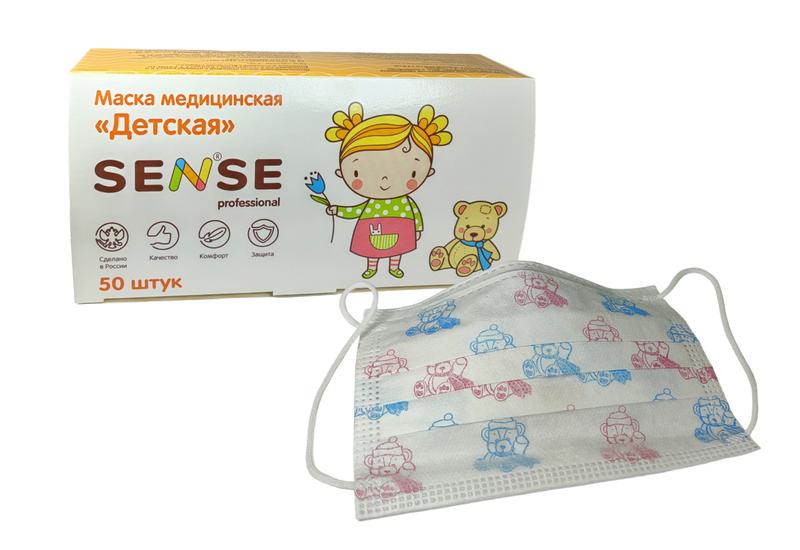 Маска медицинская
«Детская»
SENSE®
professional
Сделано
в России
Качество
Комфорт
Защита
50 штук